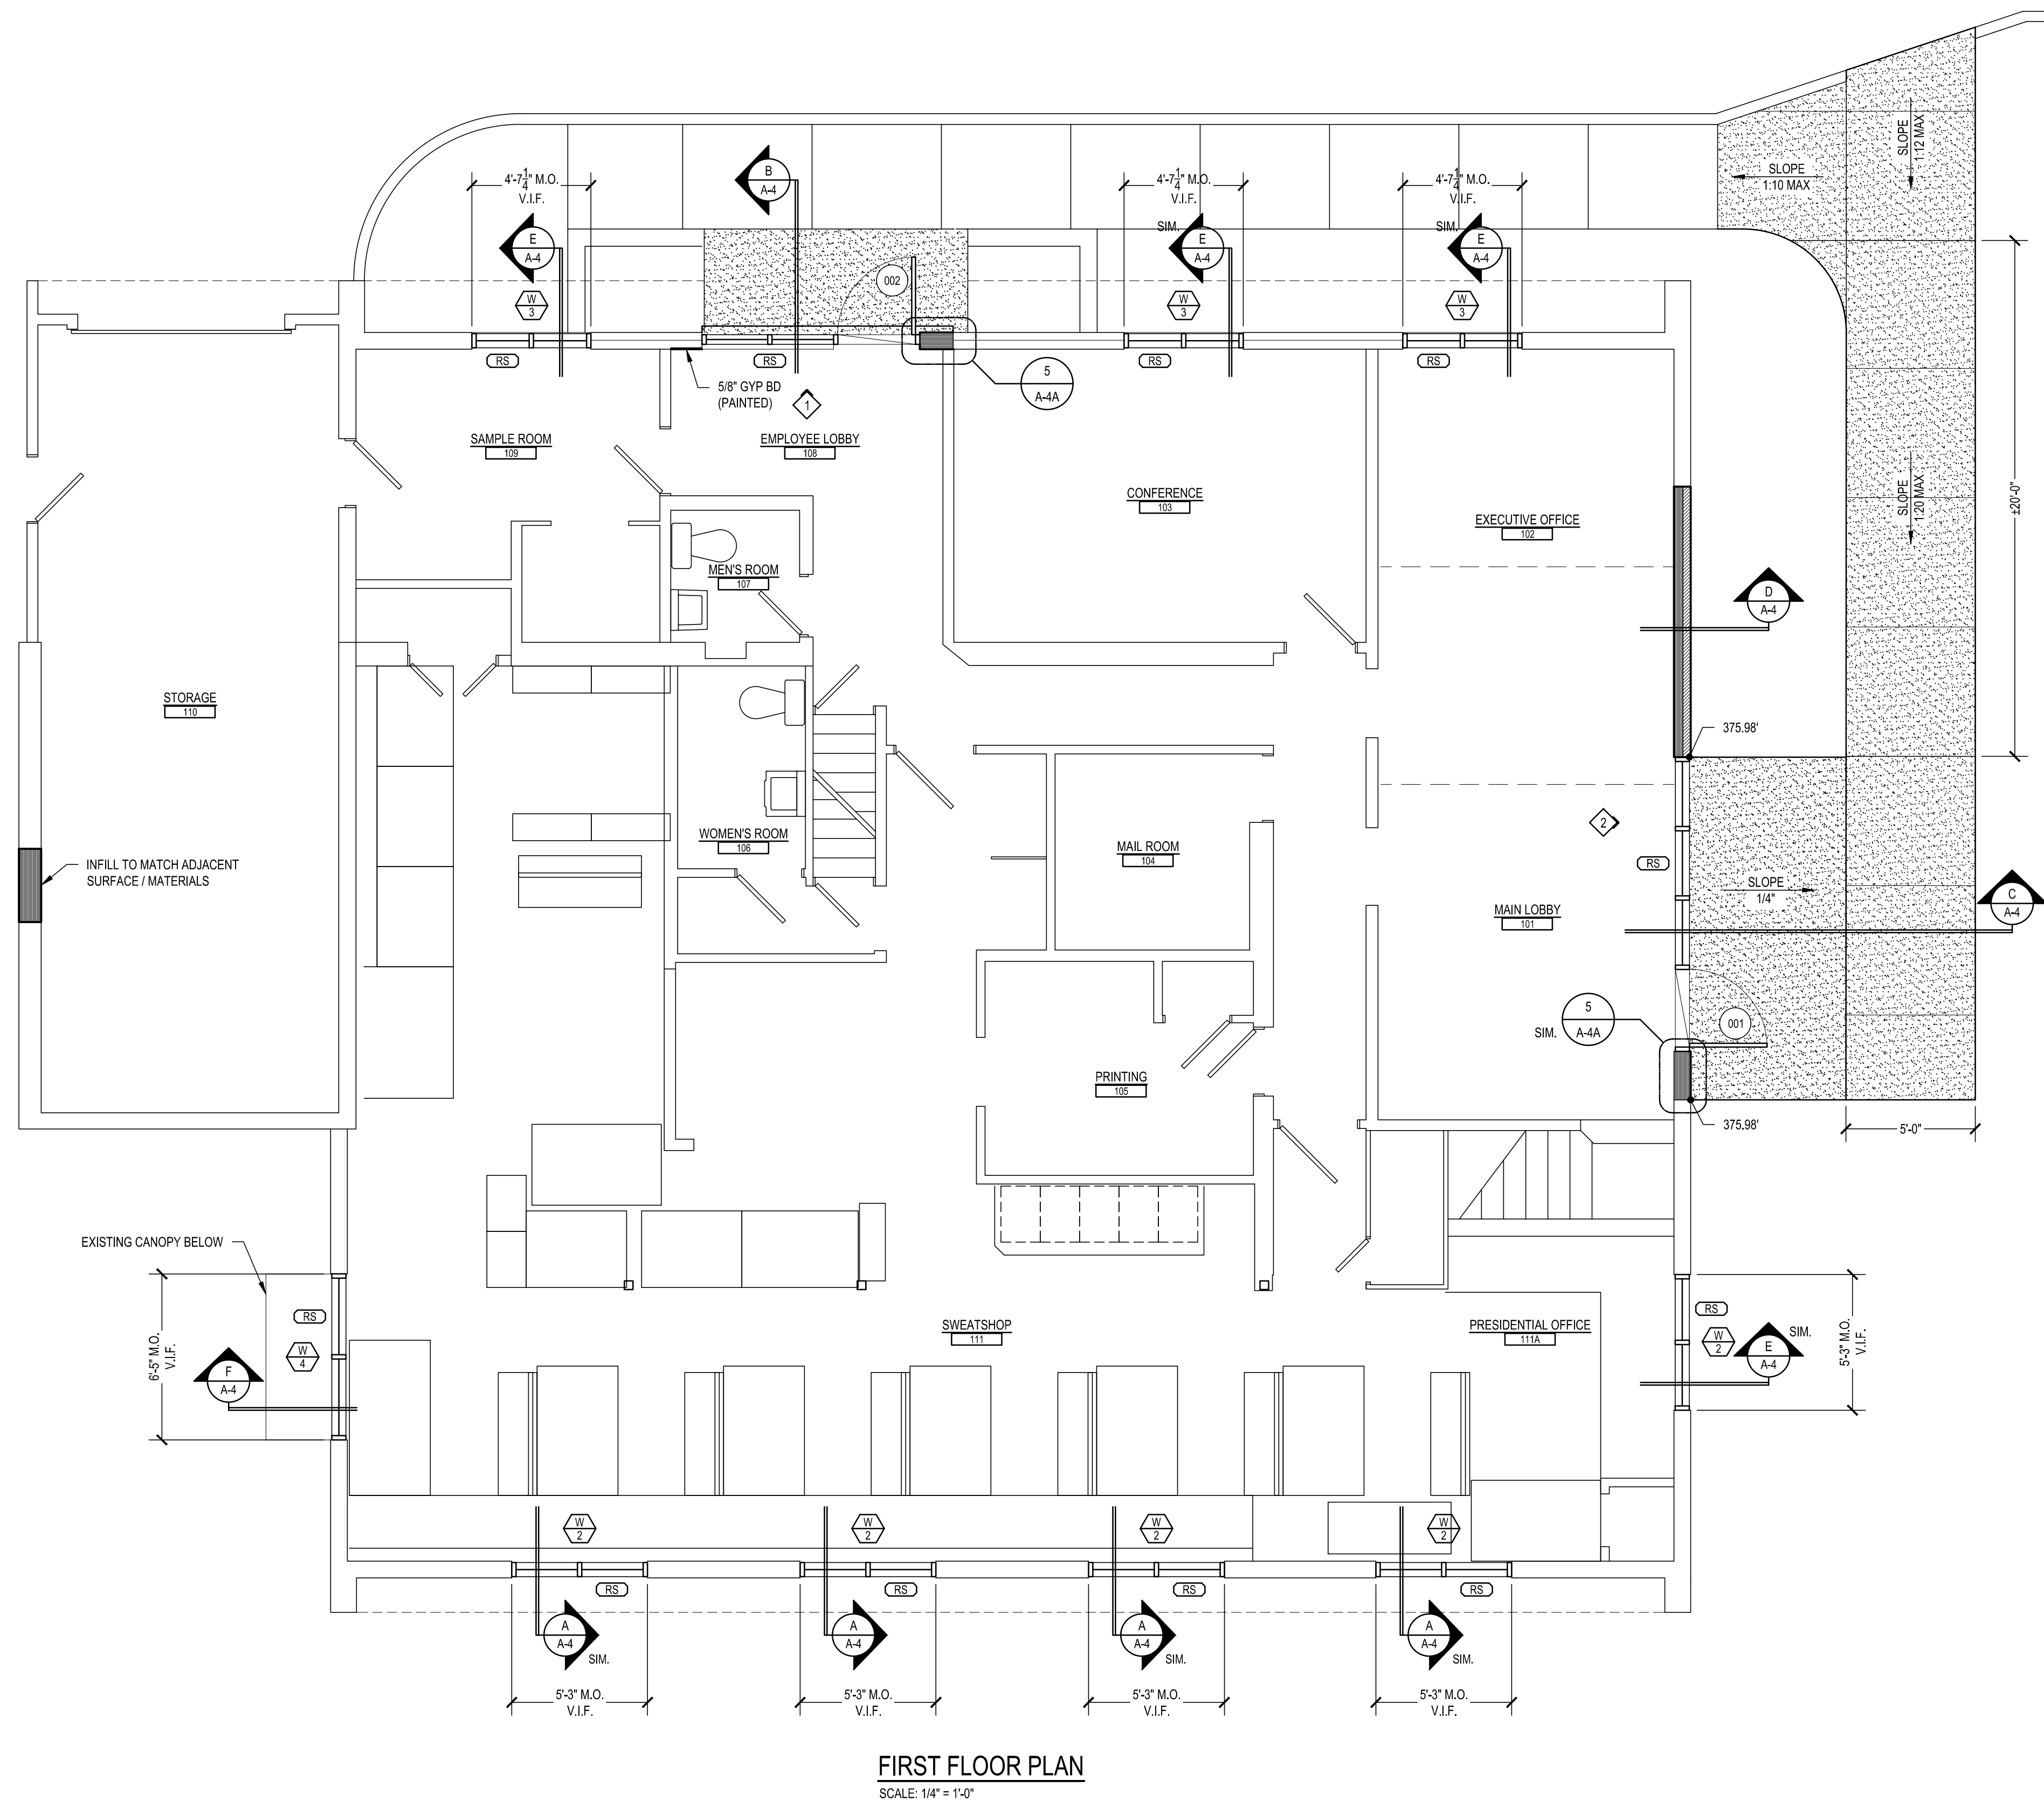 SLOPE
1:12 MAX
SLOPE
1:10 MAX
B
A-4
4'-7 1/4" M.O.
V.I.F.
4'-7 1/4" M.O.
V.I.F.
4'-7 1/4" M.O.
V.I.F.
E
A-4
SIM.
E
A-4
SIM.
E
A-4
002
W
3
W
3
W
3
RS
RS
RS
RS
5/8" GYP BD
(PAINTED)
1
5
A-4A
SAMPLE ROOM
109
EMPLOYEE LOBBY
108
CONFERENCE
103
EXECUTIVE OFFICE
102
SLOPE
1:20 MAX
±20'-0"
MEN'S ROOM
107
D
A-4
STORAGE
110
375.98'
WOMEN'S ROOM
106
MAIL ROOM
104
2
RS
INFILL TO MATCH ADJACENT
SURFACE / MATERIALS
SLOPE
1/4"
C
A-4
MAIN LOBBY
101
5
A-4A
SIM.
001
PRINTING
105
375.98'
5'-0"
EXISTING CANOPY BELOW
RS
W
4
6'-5" M.O.
V.I.F.
F
A-4
SWEATSHOP
111
PRESIDENTIAL OFFICE
111A
RS
W
2
E
A-4
SIM.
5'-3" M.O.
V.I.F.
W
2
W
2
W
2
W
2
RS
RS
RS
RS
A
A-4
SIM.
A
A-4
A
A-4
SIM.
A
A-4
SIM.
5'-3" M.O.
V.I.F.
5'-3" M.O.
V.I.F.
5'-3" M.O.
V.I.F.
5'-3" M.O.
V.I.F.
FIRST FLOOR PLAN
SCALE: 1/4" = 1'-0"